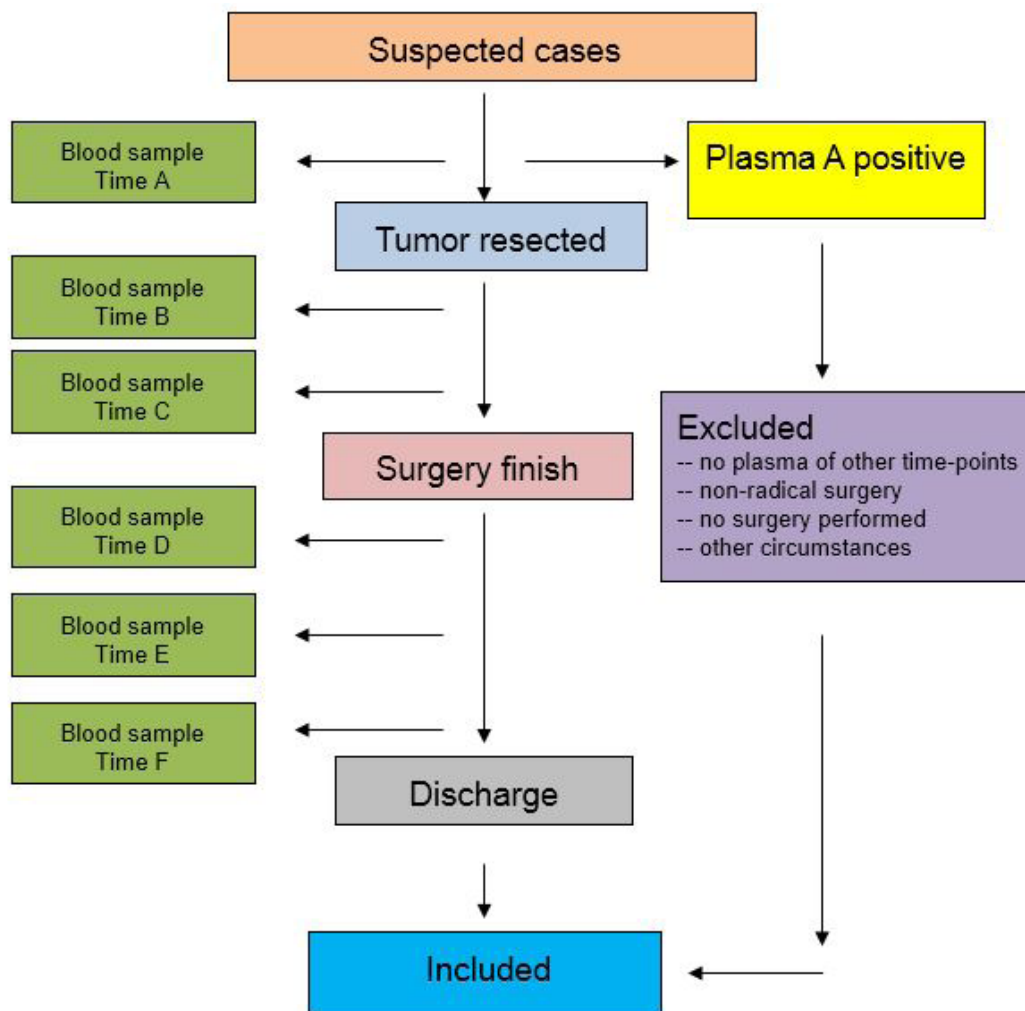 Suspected cases
Blood sample
Time A
Plasma A positive
Tumor resected
Blood sample
Time B
Blood sample
Time C
Excluded
-- no plasma of other time-points
-- non-radical surgery
-- no surgery performed
-- other circumstances
Surgery finish
Blood sample
Time D
Blood sample
Time E
Blood sample
Time F
Discharge
Included